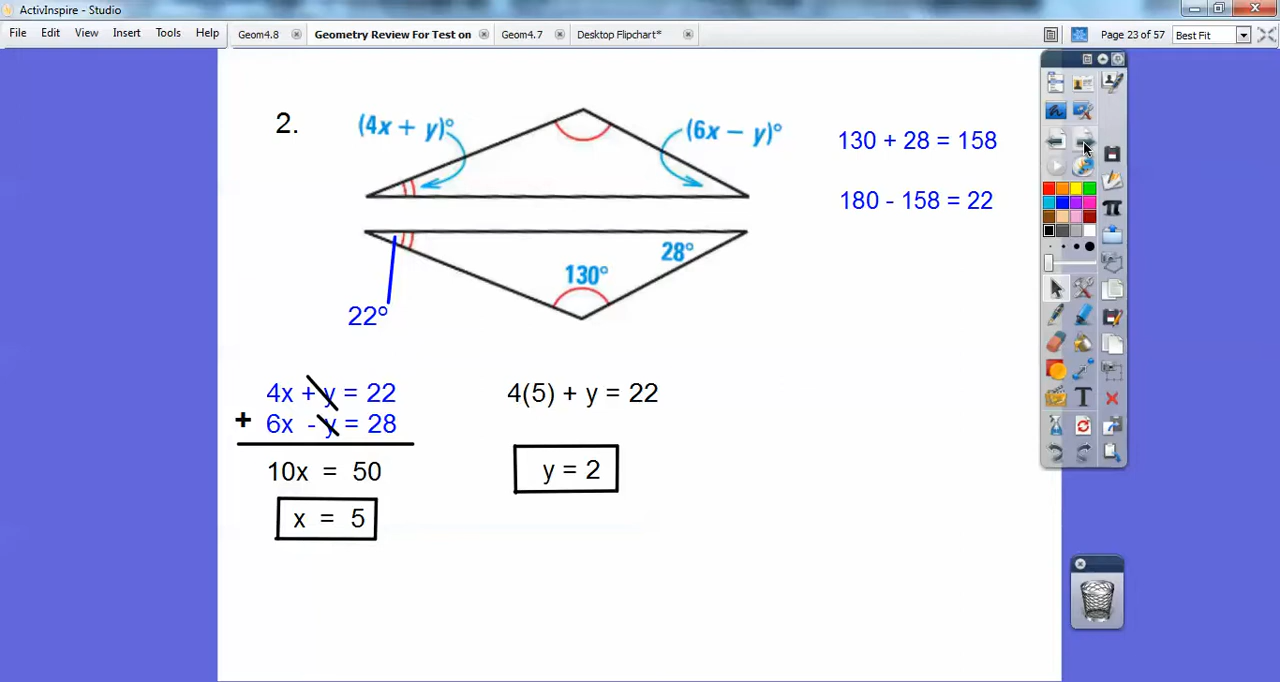 ActivInspire - Studio
File Edit View Insert Tools Help
Geom4.8 Geometry Review For Test on Geom4.7 Desktop Flipchart*
Page 23 of 57 Best Fit
2.
(4x + y)° (6x – y)°
130 + 28 = 158
180 - 158 = 22
28°
130°
22°
4x + y = 22
+ 6x - y = 28
10x = 50
x = 5
4(5) + y = 22
y = 2